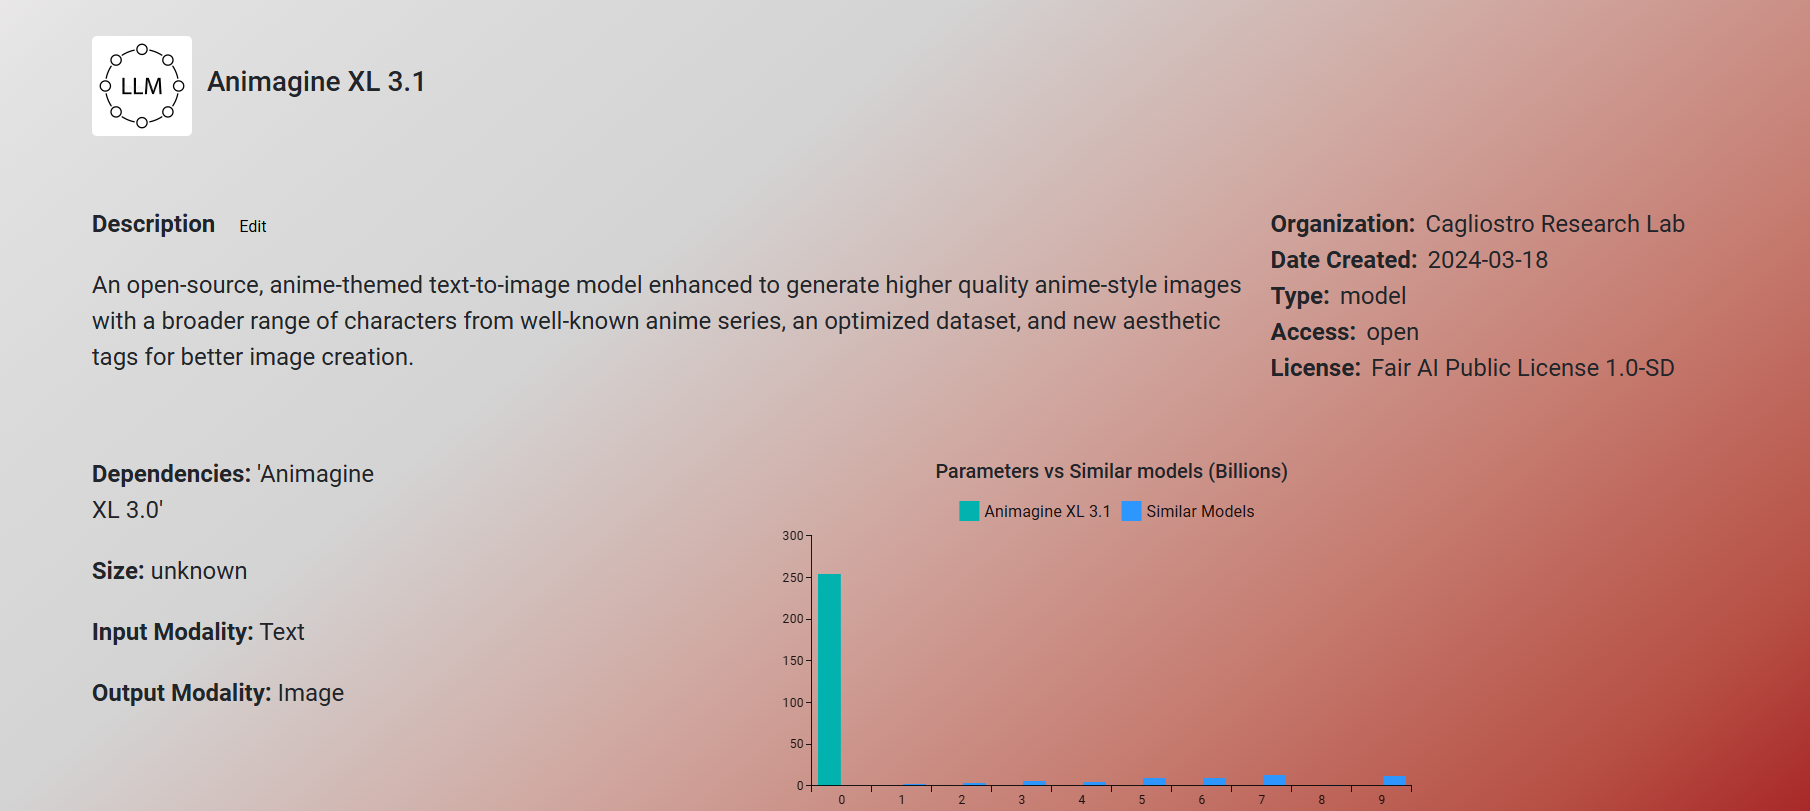 LLM
Animagine XL 3.1
Description Edit
An open-source, anime-themed text-to-image model enhanced to generate higher quality anime-style images
with a broader range of characters from well-known anime series, an optimized dataset, and new aesthetic
tags for better image creation.
Organization: Cagliostro Research Lab
Date Created: 2024-03-18
Type: model
Access: open
License: Fair AI Public License 1.0-SD
Dependencies: 'Animagine
XL 3.0'
Size: unknown
Input Modality: Text
Output Modality: Image
Parameters vs Similar models (Billions)
Animagine XL 3.1 Similar Models
300
250
200
150
100
50
0
0 1 2 3 4 5 6 7 8 9